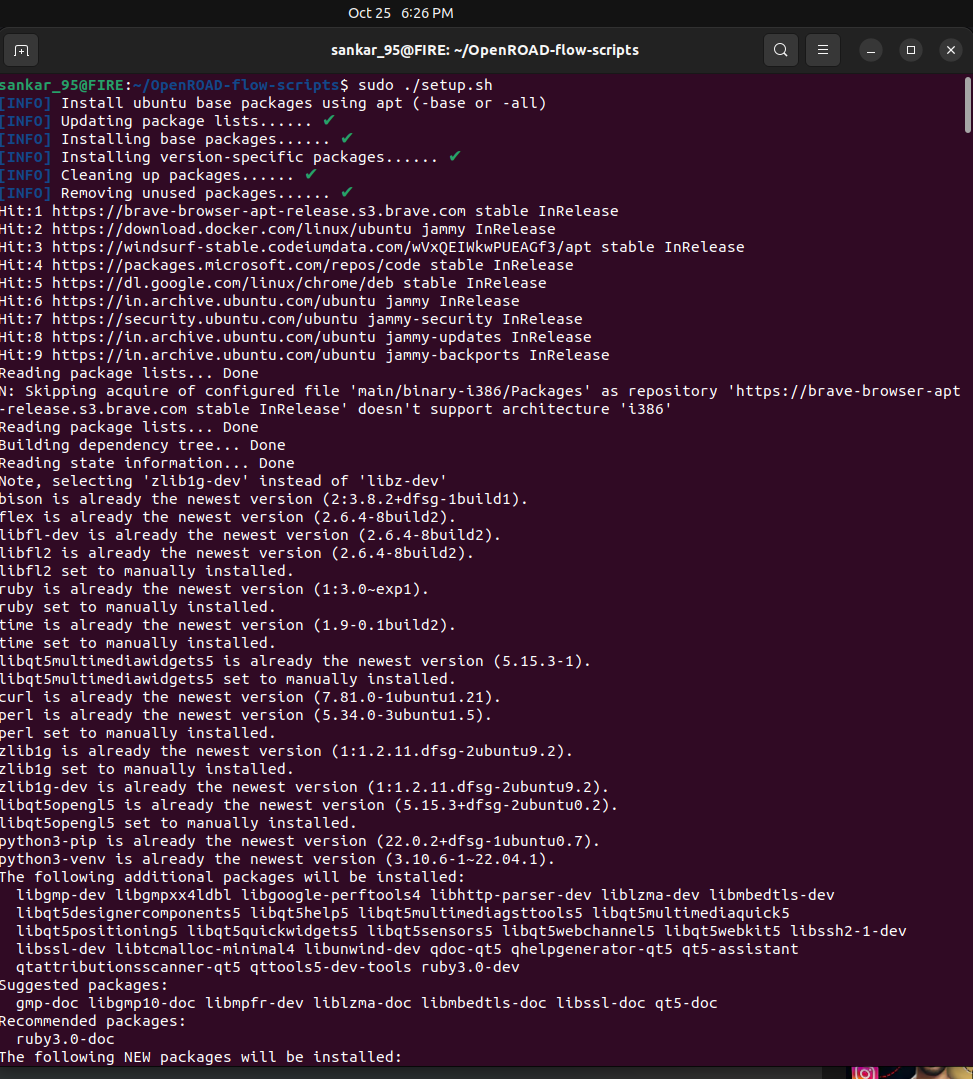 Oct 25 6:26 PM
sankar_95@FIRE: ~/OpenROAD-flow-scripts
sankar_95@FIRE:~/OpenROAD-flow-scripts$ sudo ./setup.sh
[INFO] Install ubuntu base packages using apt (-base or -all)
[INFO] Updating package lists...... ✔
[INFO] Installing base packages...... ✔
[INFO] Installing version-specific packages...... ✔
[INFO] Cleaning up packages...... ✔
[INFO] Removing unused packages...... ✔
Hit:1 https://brave-browser-apt-release.s3.brave.com stable InRelease
Hit:2 https://download.docker.com/linux/ubuntu jammy InRelease
Hit:3 https://windsurf-stable.codeiumdata.com/wVxQEIWkwPUEAGf3/apt stable InRelease
Hit:4 https://packages.microsoft.com/repos/code stable InRelease
Hit:5 https://dl.google.com/linux/chrome/deb stable InRelease
Hit:6 https://in.archive.ubuntu.com/ubuntu jammy InRelease
Hit:7 https://security.ubuntu.com/ubuntu jammy-security InRelease
Hit:8 https://in.archive.ubuntu.com/ubuntu jammy-updates InRelease
Hit:9 https://in.archive.ubuntu.com/ubuntu jammy-backports InRelease
Reading package lists... Done
N: Skipping acquire of configured file 'main/binary-i386/Packages' as repository 'https://brave-browser-apt
-release.s3.brave.com stable InRelease' doesn't support architecture 'i386'
Reading package lists... Done
Building dependency tree... Done
Reading state information... Done
Note, selecting 'zlib1g-dev' instead of 'libz-dev'
bison is already the newest version (2:3.8.2+dfsg-1build1).
flex is already the newest version (2.6.4-8build2).
libfl-dev is already the newest version (2.6.4-8build2).
libfl2 is already the newest version (2.6.4-8build2).
libfl2 set to manually installed.
ruby is already the newest version (1:3.0~exp1).
ruby set to manually installed.
time is already the newest version (1.9-0.1build2).
time set to manually installed.
libqt5multimediawidgets5 is already the newest version (5.15.3-1).
libqt5multimediawidgets5 set to manually installed.
curl is already the newest version (7.81.0-1ubuntu1.21).
perl is already the newest version (5.34.0-3ubuntu1.5).
perl set to manually installed.
zlib1g is already the newest version (1:1.2.11.dfsg-2ubuntu9.2).
zlib1g set to manually installed.
zlib1g-dev is already the newest version (1:1.2.11.dfsg-2ubuntu9.2).
libqt5opengl5 is already the newest version (5.15.3+dfsg-2ubuntu0.2).
libqt5opengl5 set to manually installed.
python3-pip is already the newest version (22.0.2+dfsg-1ubuntu0.7).
python3-venv is already the newest version (3.10.6-1~22.04.1).
The following additional packages will be installed:
libgmp-dev libgmpxx4ldbl libgoogle-perftools4 libhttp-parser-dev liblzma-dev libmbedtls-dev
libqt5designercomponents5 libqt5help5 libqt5multimediagsttools5 libqt5multimediaquick5
libqt5positioning5 libqt5quickwidgets5 libqt5sensors5 libqt5webchannel5 libqt5webkit5 libssh2-1-dev
libssl-dev libtcmalloc-minimal4 libunwind-dev qdoc-qt5 qhelpgenerator-qt5 qt5-assistant
qtattributionsscanner-qt5 qttools5-dev-tools ruby3.0-dev
Suggested packages:
gmp-doc libgmp10-doc libmpfr-dev liblzma-doc libmbedtls-doc libssl-doc qt5-doc
Recommended packages:
ruby3.0-doc
The following NEW packages will be installed: